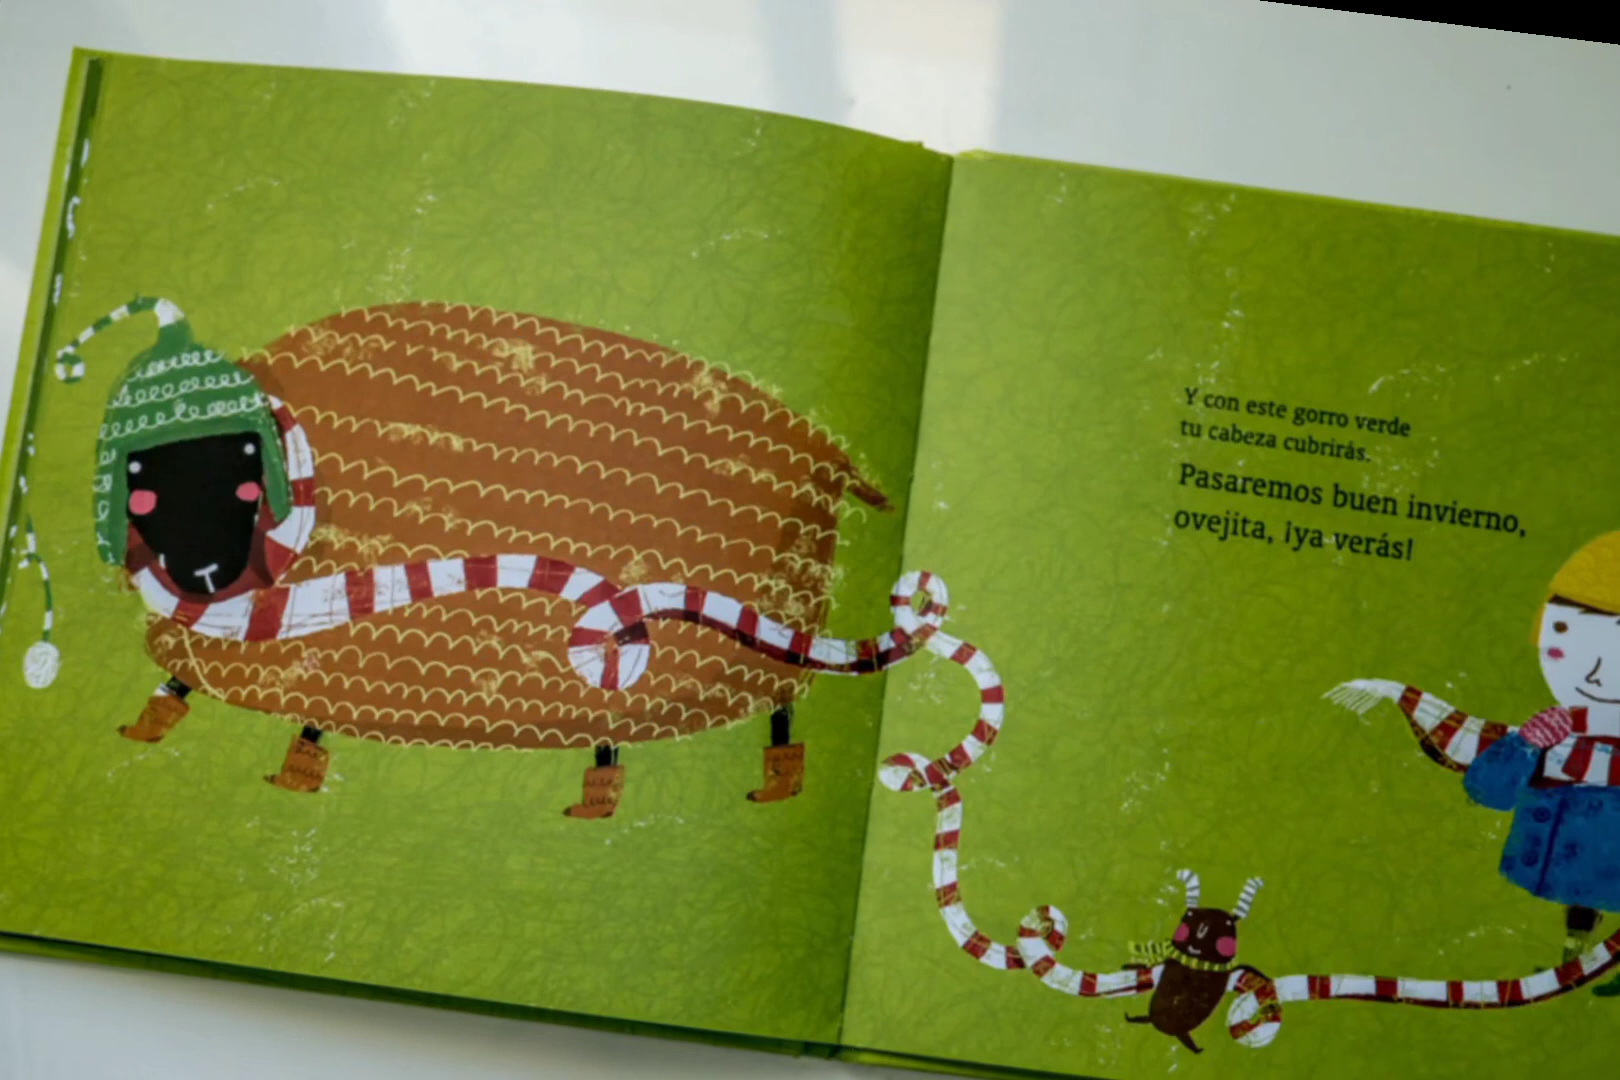 Y con este gorro verde
tu cabeza cubrirás.
Pasaremos buen invierno,
ovejita, ¡ya verás!